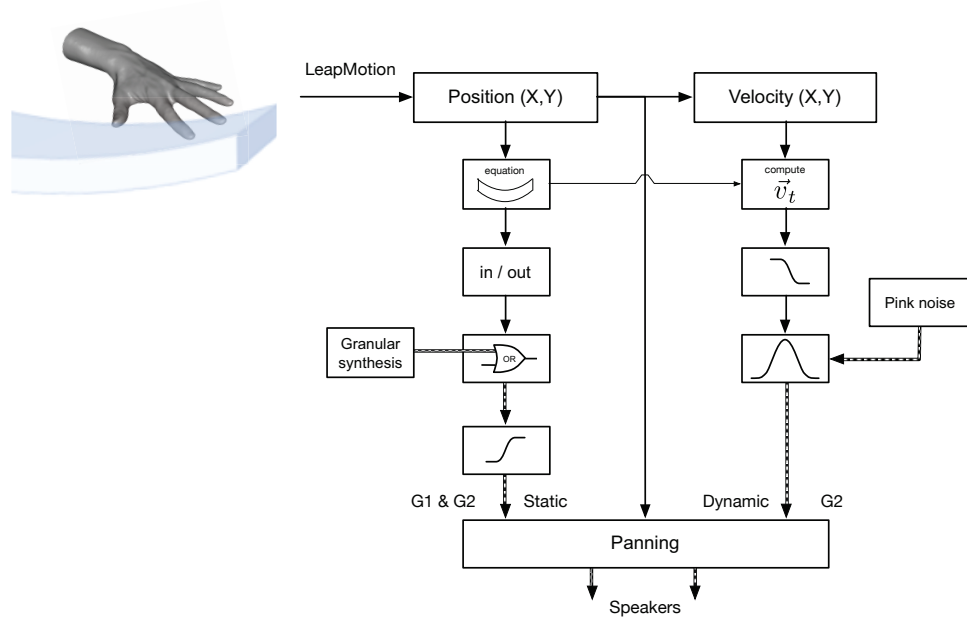 LeapMotion
Position (X,Y)
Velocity (X,Y)
equation
compute
v⃗ₜ
in / out
Pink noise
Granular
synthesis
OR
G1 & G2
Static
Dynamic
G2
Panning
Speakers